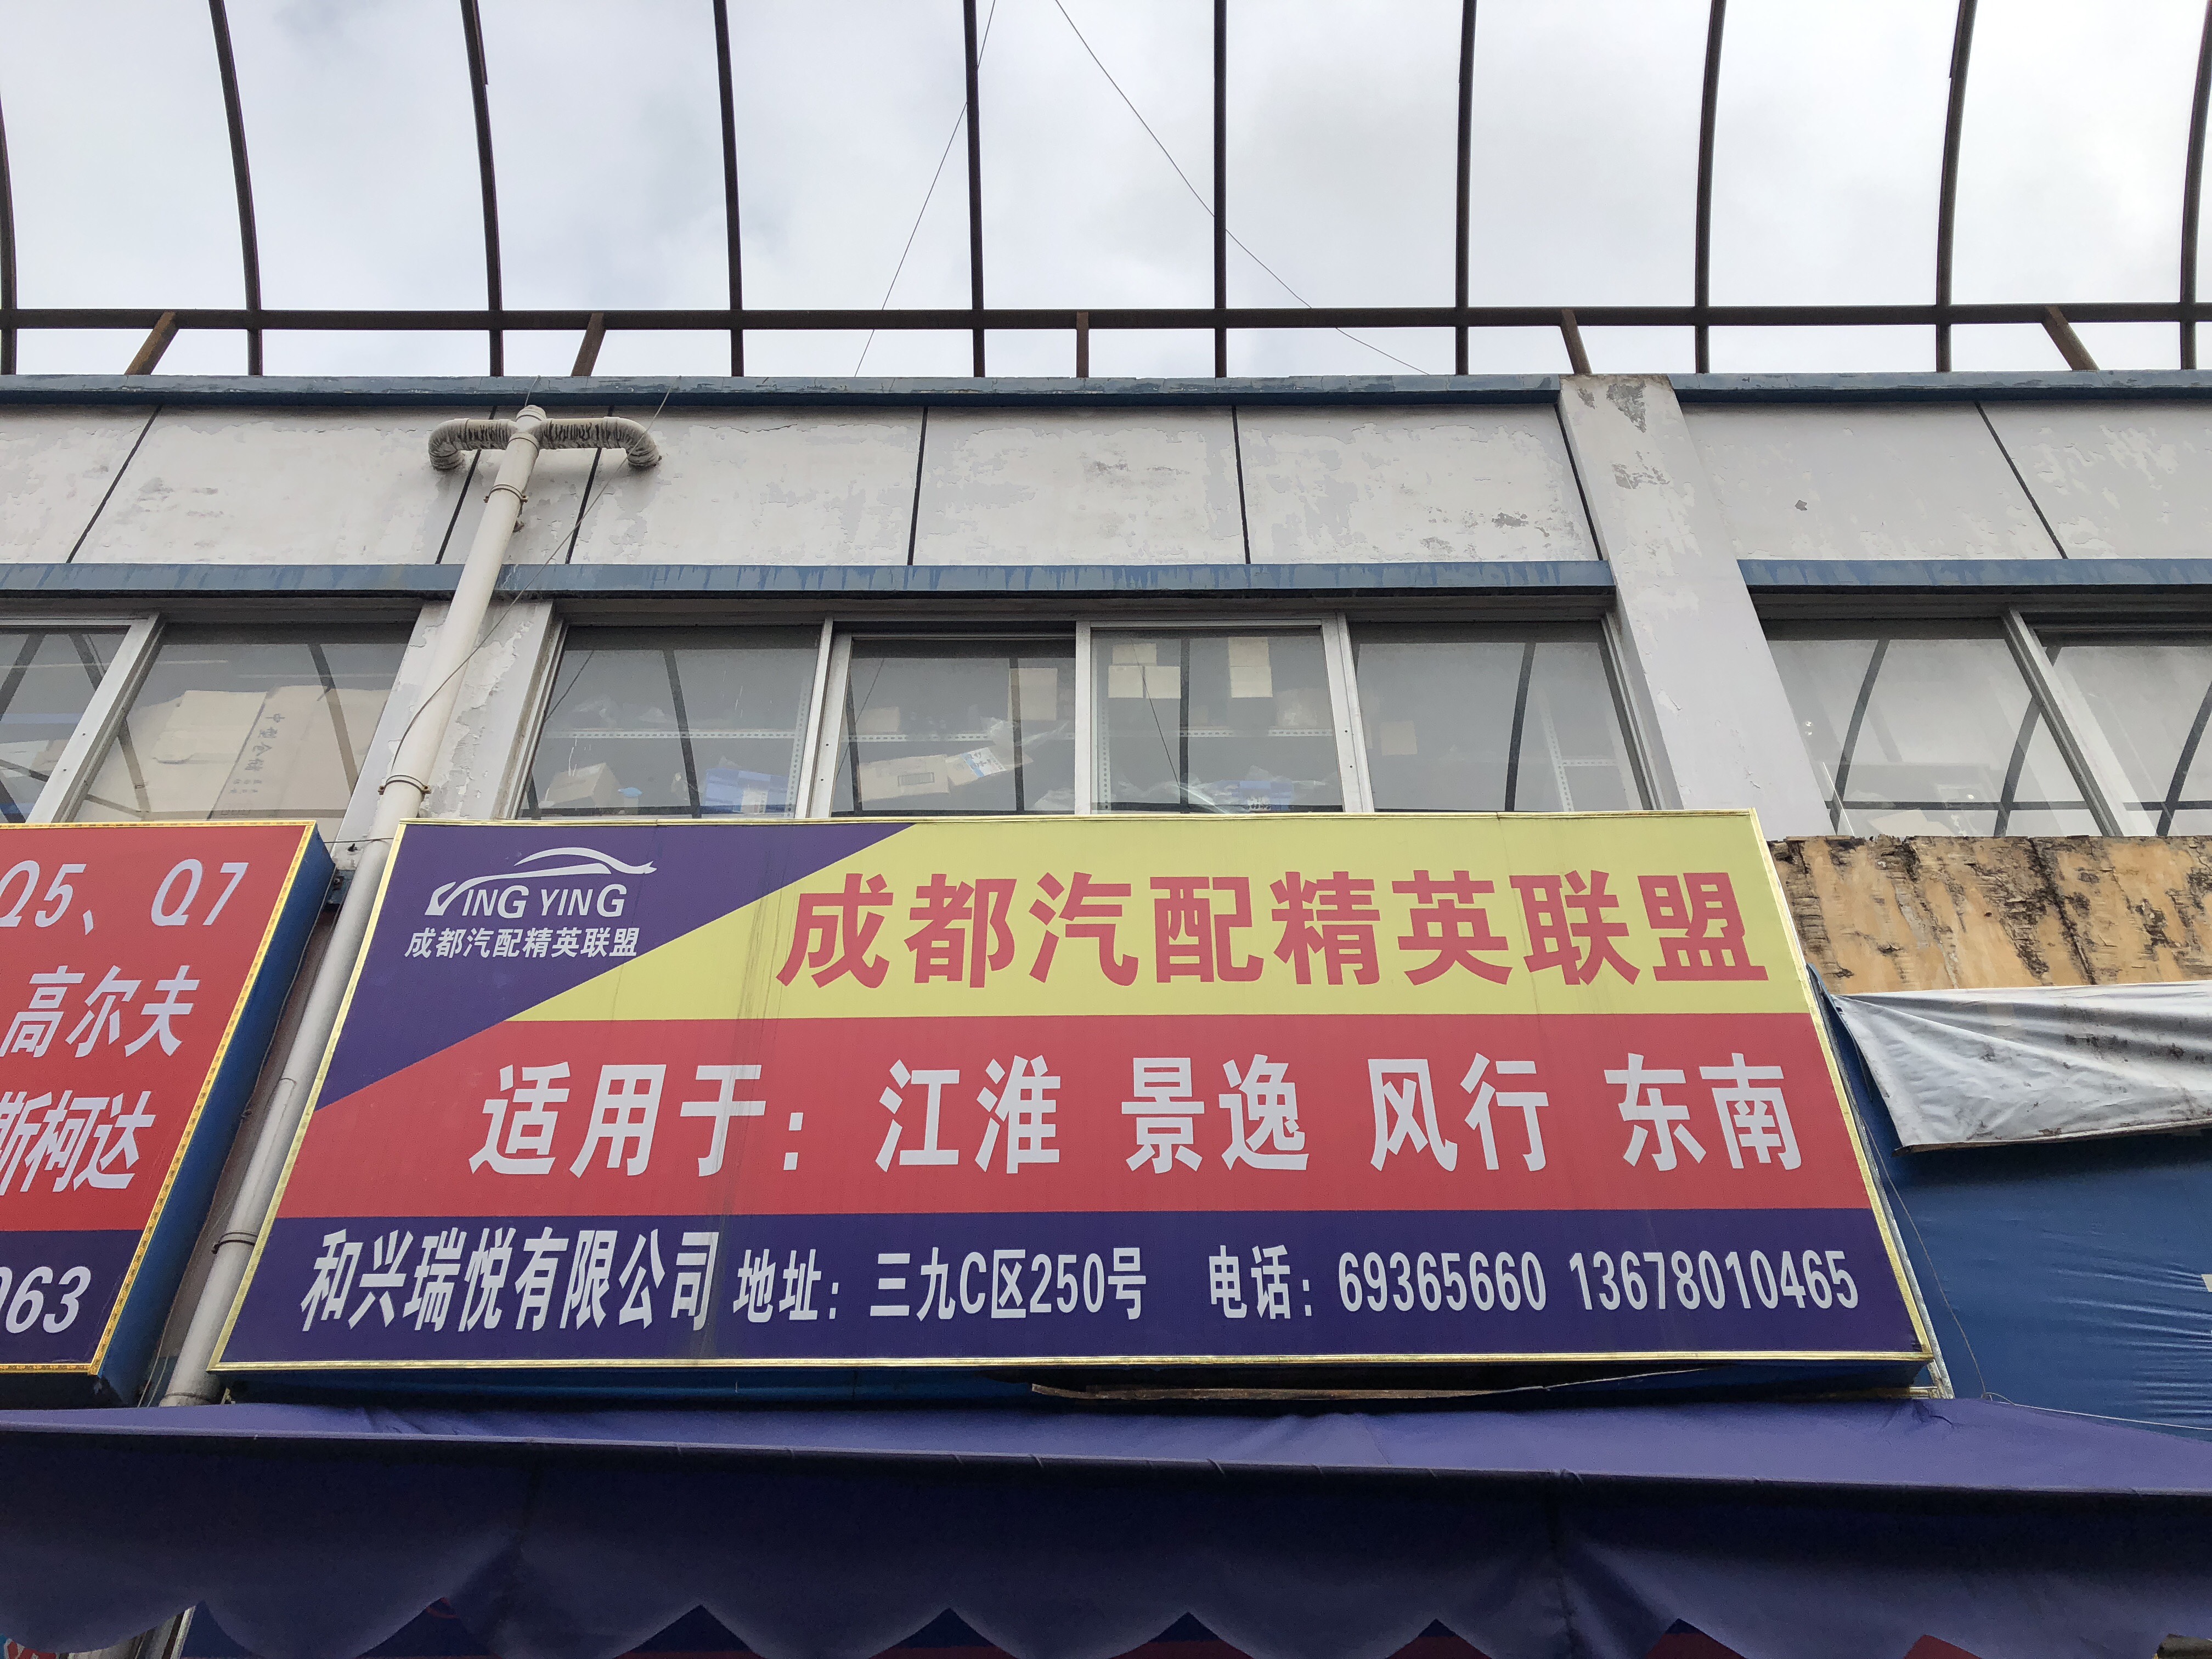 Q5、Q7
高尔夫
斯柯达
063
JING YING
成都汽配精英联盟
成都汽配精英联盟
适用于：江淮 景逸 风行 东南
和兴瑞悦有限公司 地址：三九C区250号 电话：69365660 13678010465